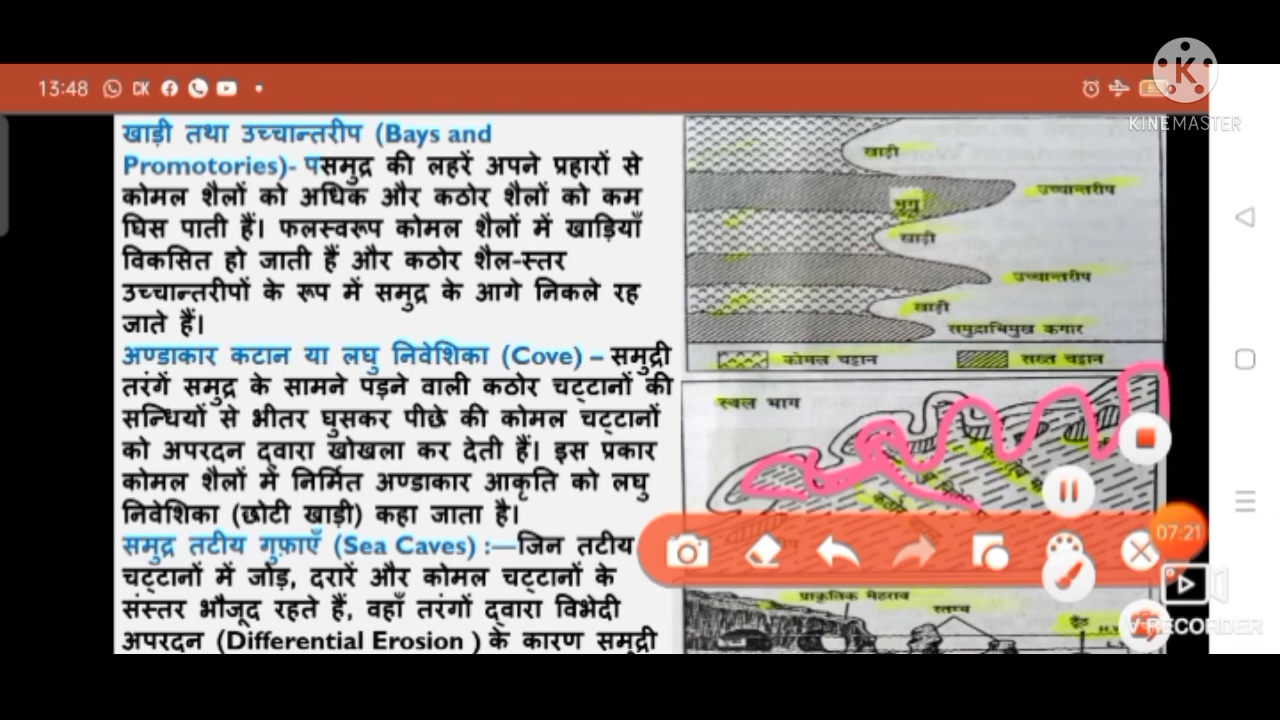 13:48
KINEMASTER
खाड़ी तथा उच्चान्तरीप (Bays and
Promotories)- पसमुद्र की लहरें अपने प्रहारों से
कोमल शैलों को अधिक और कठोर शैलों को कम
घिस पाती हैं। फलस्वरूप कोमल शैलों में खाड़ियाँ
विकसित हो जाती हैं और कठोर शैल-स्तर
उच्चान्तरीपों के रूप में समुद्र के आगे निकले रह
जाते हैं।
अण्डाकार कटान या लघु निवेशिका (Cove) – समुद्री
तरंगें समुद्र के सामने पड़ने वाली कठोर चट्टानों की
सन्धियों से भीतर घुसकर पीछे की कोमल चट्टानों
को अपरदन द्वारा खोखला कर देती हैं। इस प्रकार
कोमल शैलों में निर्मित अण्डाकार आकृति को लघु
निवेशिका (छोटी खाड़ी) कहा जाता है।
समुद्र तटीय गुफ़ाएँ (Sea Caves) :—जिन तटीय
चट्टानों में जोड़, दरारें और कोमल चट्टानों के
संस्तर भौजूद रहते हैं, वहाँ तरंगों द्वारा विभेदी
अपरदन (Differential Erosion ) के कारण समुद्री
खाड़ी
उच्चान्तरीप
भृगु
खाड़ी
उच्चान्तरीप
खाड़ी
समुद्राभिमुख कगार
कोमल चट्टान
सख्त चट्टान
स्थल भाग
07:21
प्राकृतिक मेहराब
स्तम्भ
ठूँठ
RECORDER